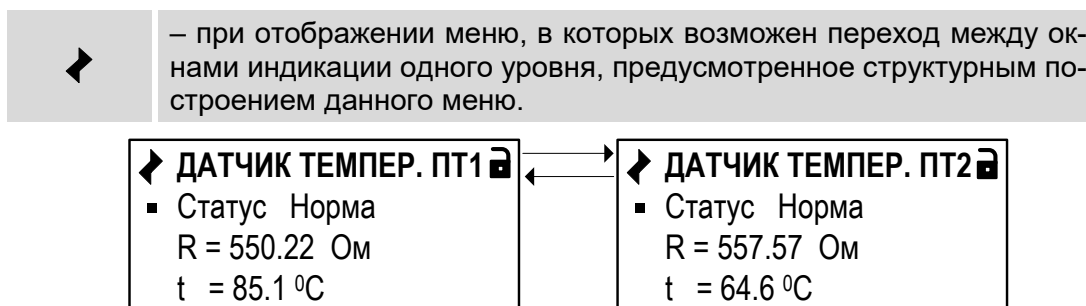 – при отображении меню, в которых возможен переход между ок-
нами индикации одного уровня, предусмотренное структурным по-
строением данного меню.
ДАТЧИК ТЕМПЕР. ПТ1
▪ Статус Норма
R = 550.22 Ом
t = 85.1 ⁰C
ДАТЧИК ТЕМПЕР. ПТ2
▪ Статус Норма
R = 557.57 Ом
t = 64.6 ⁰C